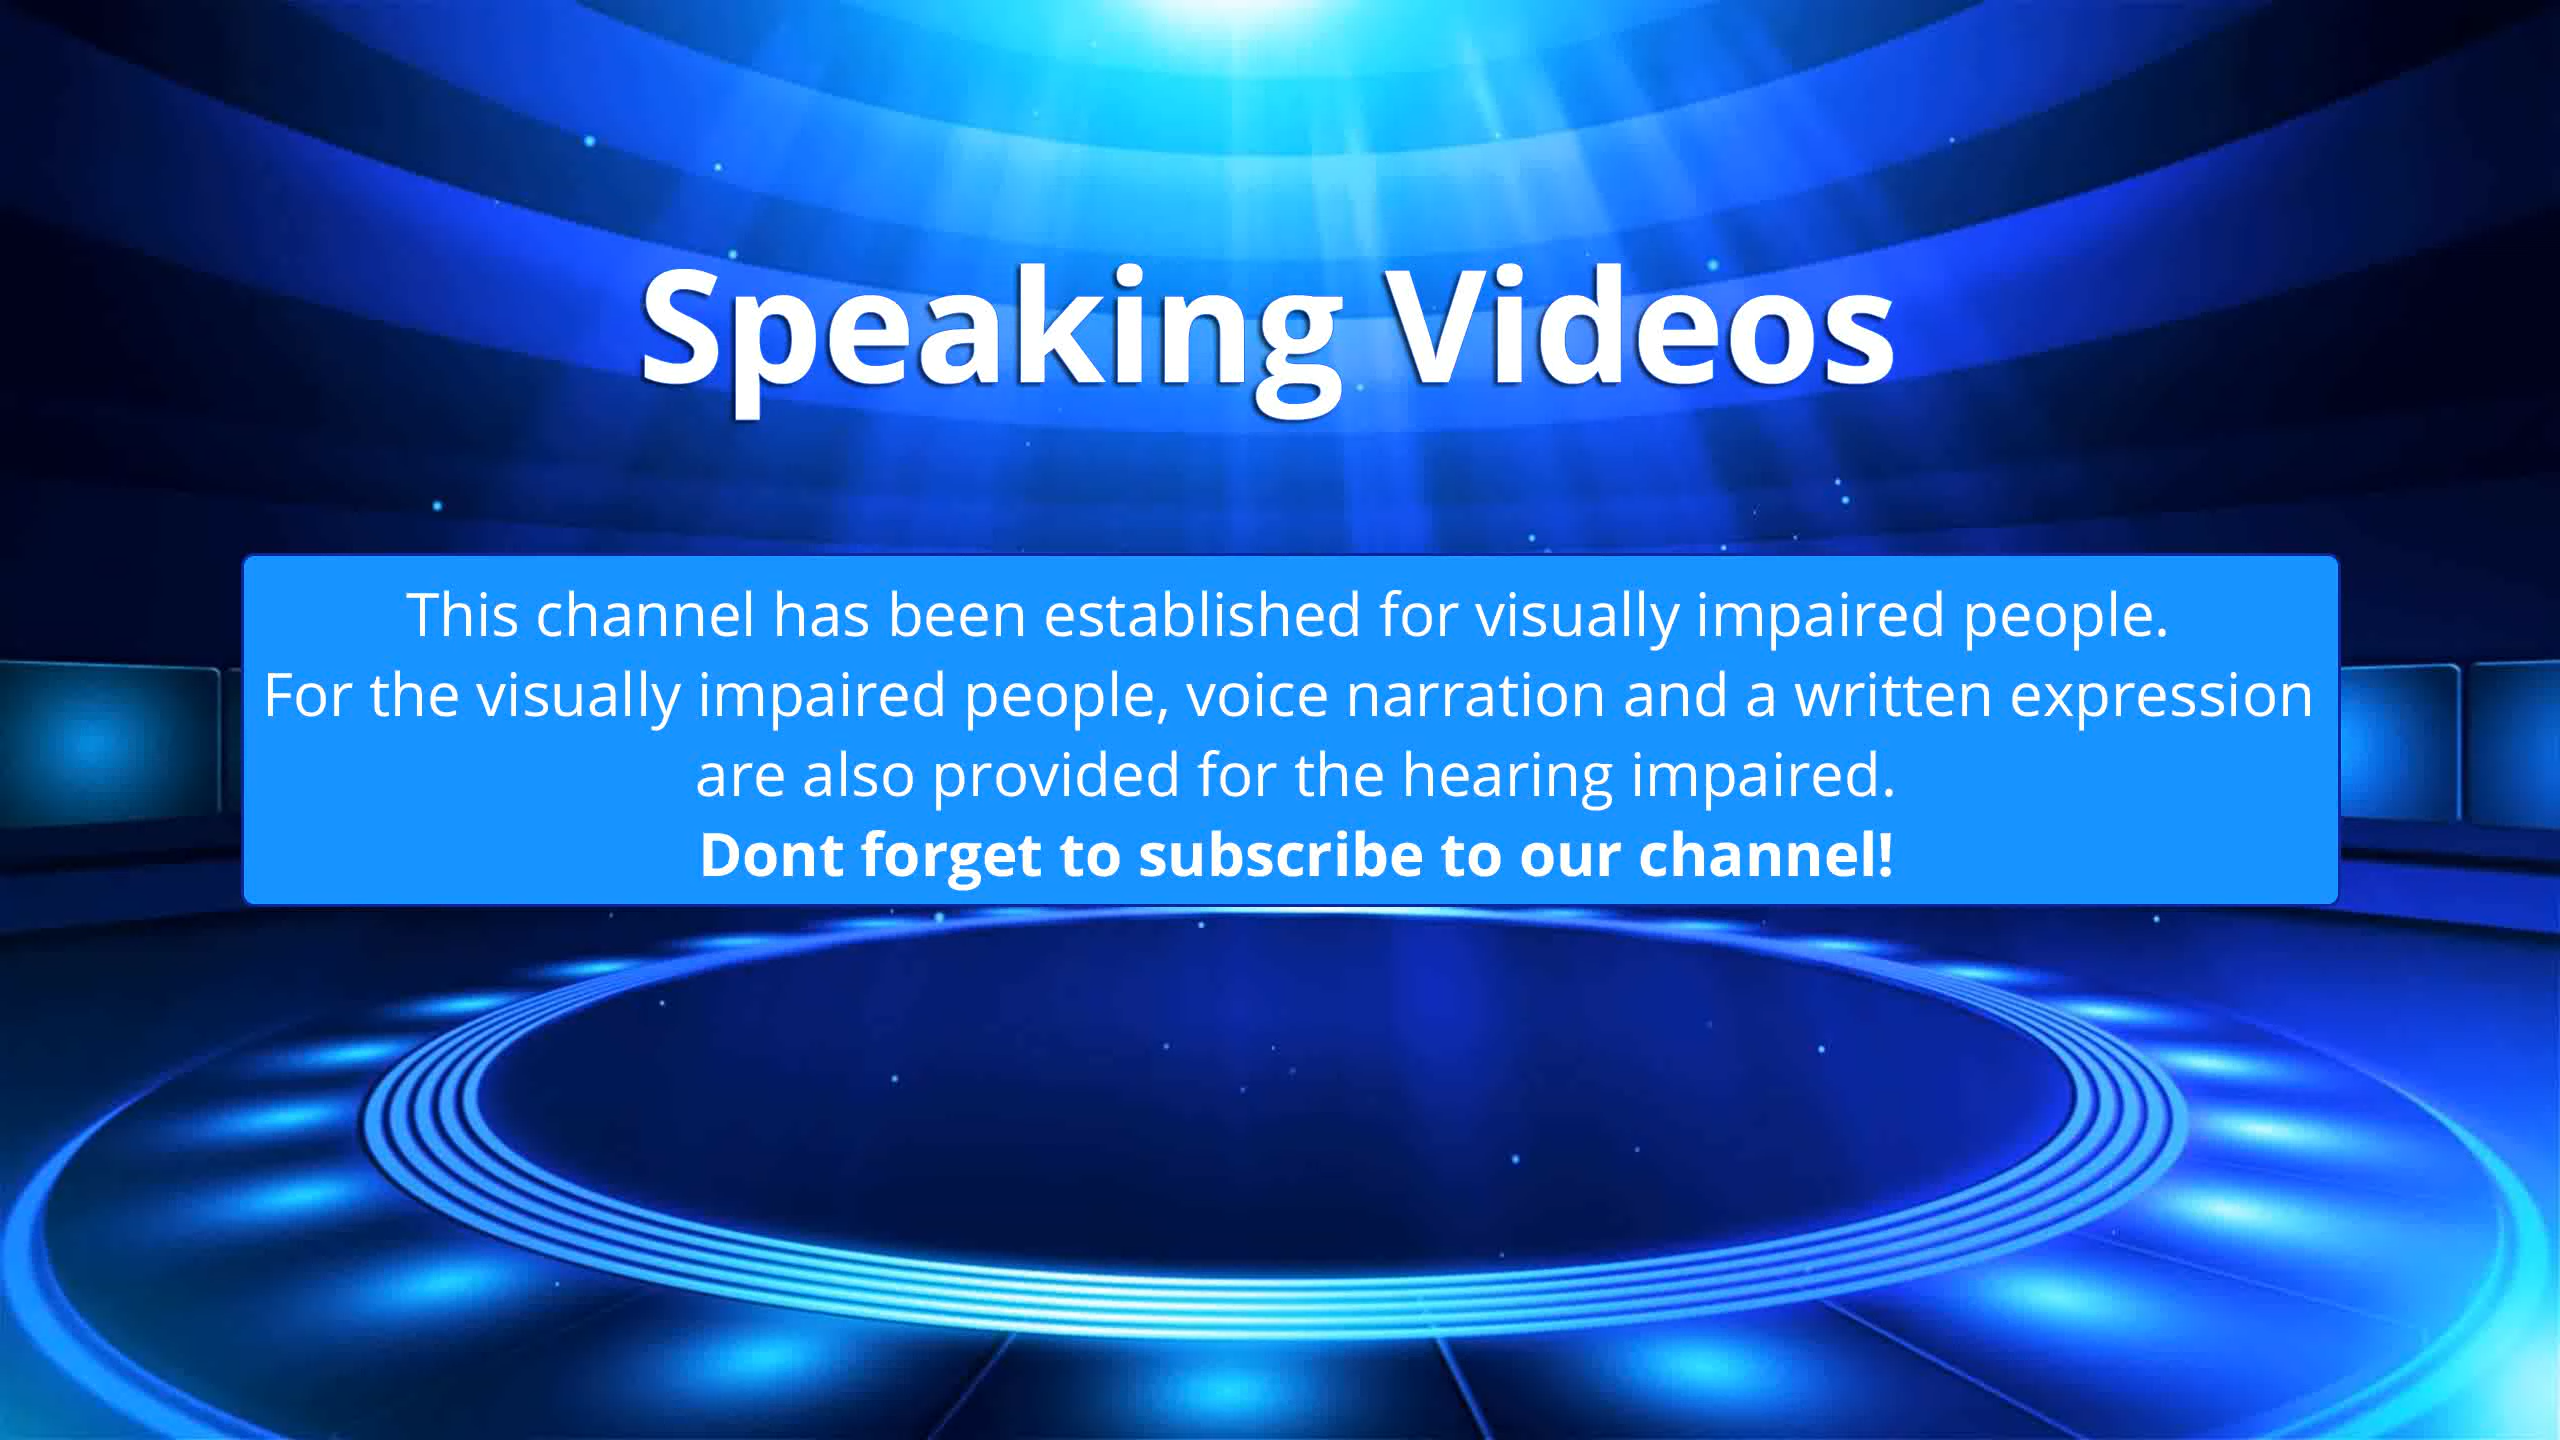 Speaking Videos
This channel has been established for visually impaired people.
For the visually impaired people, voice narration and a written expression
are also provided for the hearing impaired.
Dont forget to subscribe to our channel!